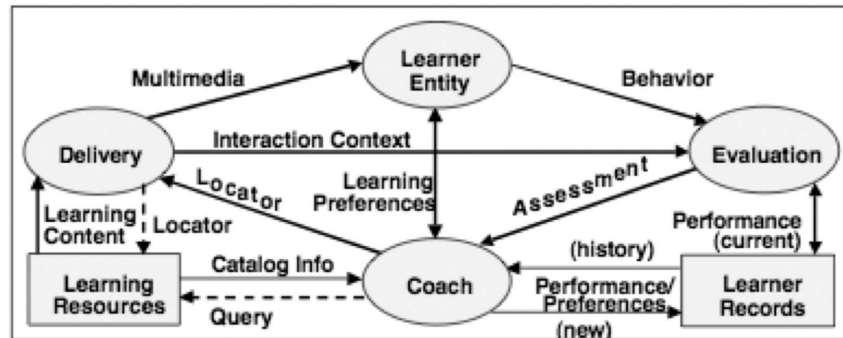 Learner
Entity
Multimedia
Behavior
Interaction Context
Delivery
Evaluation
Locator
Learning
Preferences
Assessment
Learning
Content
Locator
Performance
(current)
(history)
Catalog Info
Learning
Resources
Coach
Performance/
Preferences
Learner
Records
Query
(new)